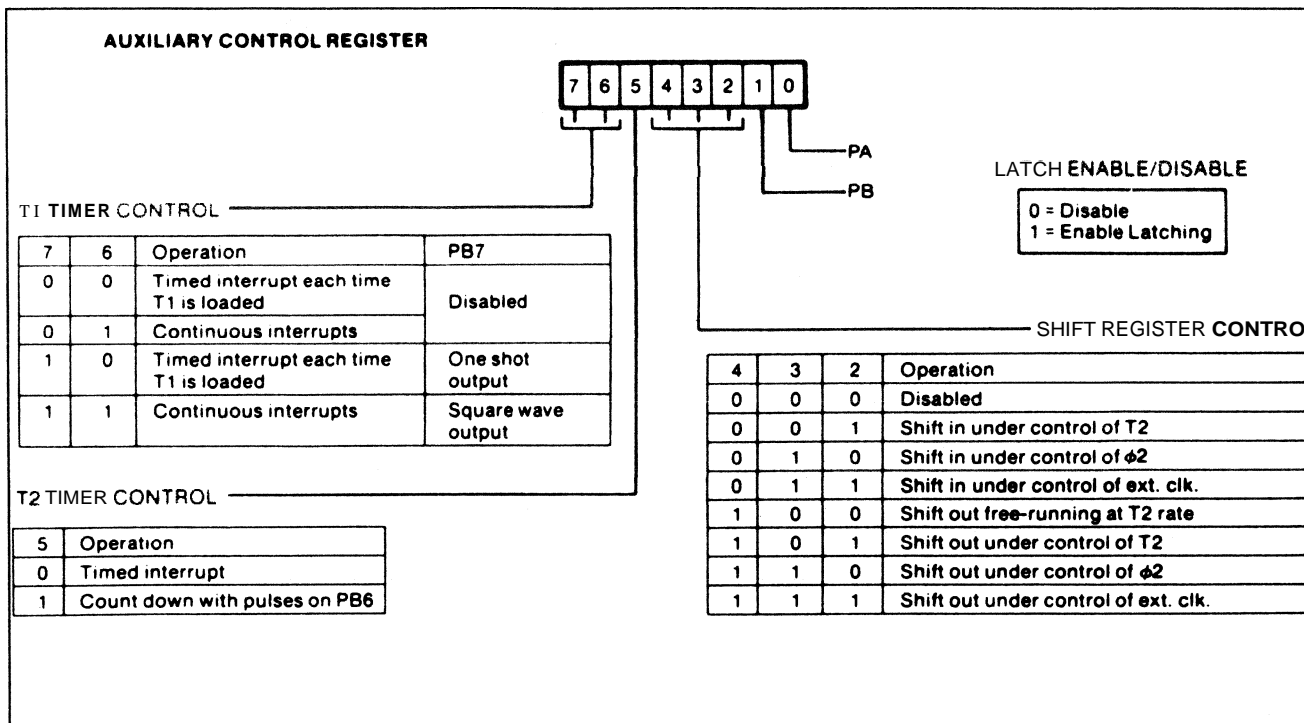 AUXILIARY CONTROL REGISTER
7 6 5 4 3 2 1 0
PA
PB
LATCH ENABLE/DISABLE
0 = Disable
1 = Enable Latching
TI TIMER CONTROL
7 6 Operation PB7
0 0 Timed interrupt each time
T1 is loaded
Disabled
0 1 Continuous interrupts
1 0 Timed interrupt each time One shot
T1 is loaded output
1 1 Continuous interrupts Square wave
output
SHIFT REGISTER CONTRO
4 3 2 Operation
0 0 0 Disabled
0 0 1 Shift in under control of T2
0 1 0 Shift in under control of ϕ2
0 1 1 Shift in under control of ext. clk.
1 0 0 Shift out free-running at T2 rate
1 0 1 Shift out under control of T2
1 1 0 Shift out under control of ϕ2
1 1 1 Shift out under control of ext. clk.
T2 TIMER CONTROL
5 Operation
0 Timed interrupt
1 Count down with pulses on PB6